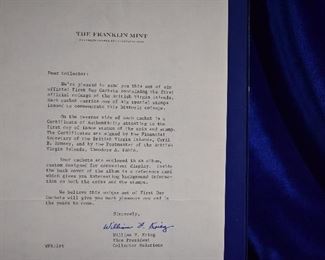 THE FRANKLIN MINT
Dear Collector:
We're pleased to send you this set of six
official First Day Cachets containing the first
official coinage of the British Virgin Islands.
Each cachet carries one of six special stamps
issued to commemorate this historic coinage.
On the reverse side of each cachet is a
Certificate of Authenticity attesting to the
first day of issue status of the coin and stamp.
The Certificates are signed by the Financial
Secretary of the British Virgin Islands,
and by the Postmaster of the British
Virgin Islands, Theodore A.
Your cachets are enclosed in an album,
custom designed for convenient display. Inside
the back cover of the album is a reference card
which gives you interesting background information
on both the coins and the stamps.
We believe this unique set of First Day
Cachets will give you much pleasure now and in
the years to come.
Sincerely,
William F. Krieg
William F. Krieg
Vice President
Collector Relations